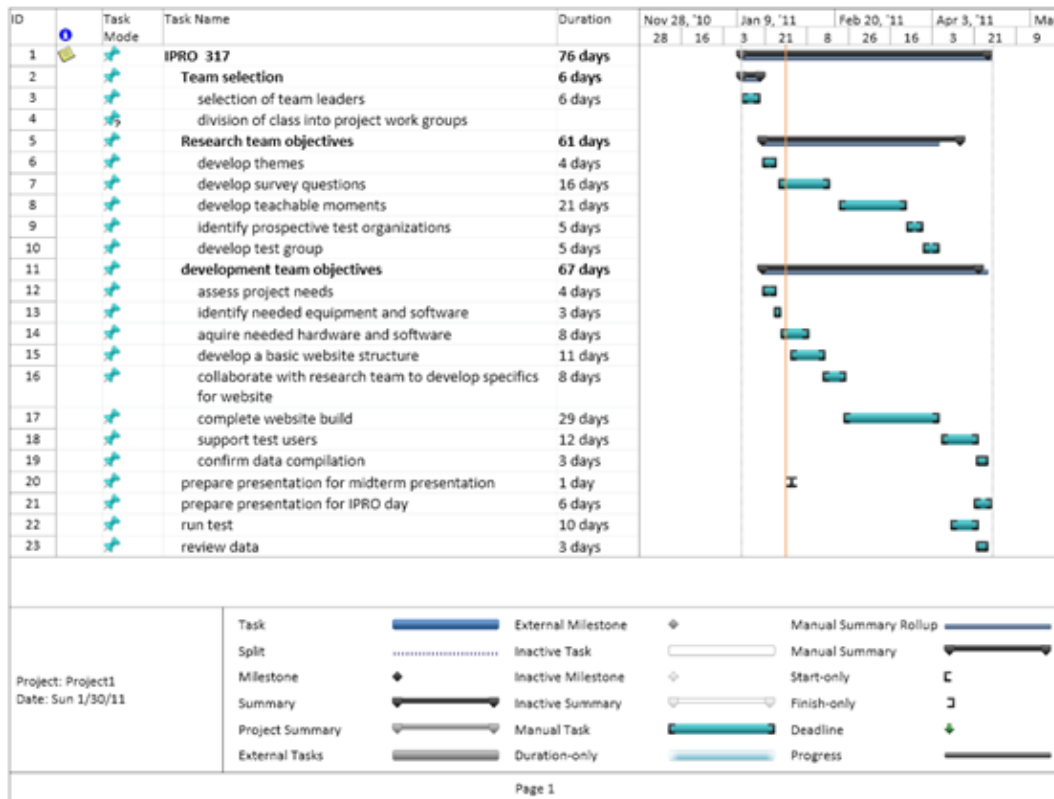 ID Task Mode Task Name Duration Nov 28, '10 Jan 9, '11 Feb 20, '11 Apr 3, '11 Ma
28 16 3 21 8 26 16 3 21 9
1 IPRO 317 76 days
2 Team selection 6 days
3 selection of team leaders 6 days
4 division of class into project work groups
5 Research team objectives 61 days
6 develop themes 4 days
7 develop survey questions 16 days
8 develop teachable moments 21 days
9 identify prospective test organizations 5 days
10 develop test group 5 days
11 development team objectives 67 days
12 assess project needs 4 days
13 identify needed equipment and software 3 days
14 aquire needed hardware and software 8 days
15 develop a basic website structure 11 days
16 collaborate with research team to develop specifics 8 days
for website
17 complete website build 29 days
18 support test users 12 days
19 confirm data compilation 3 days
20 prepare presentation for midterm presentation 1 day
21 prepare presentation for IPRO day 6 days
22 run test 10 days
23 review data 3 days
Project: Project1
Date: Sun 1/30/11
Task External Milestone Manual Summary Rollup
Split Inactive Task Manual Summary
Milestone Inactive Milestone Start-only
Summary Inactive Summary Finish-only
Project Summary Manual Task Deadline
External Tasks Duration-only Progress
Page 1